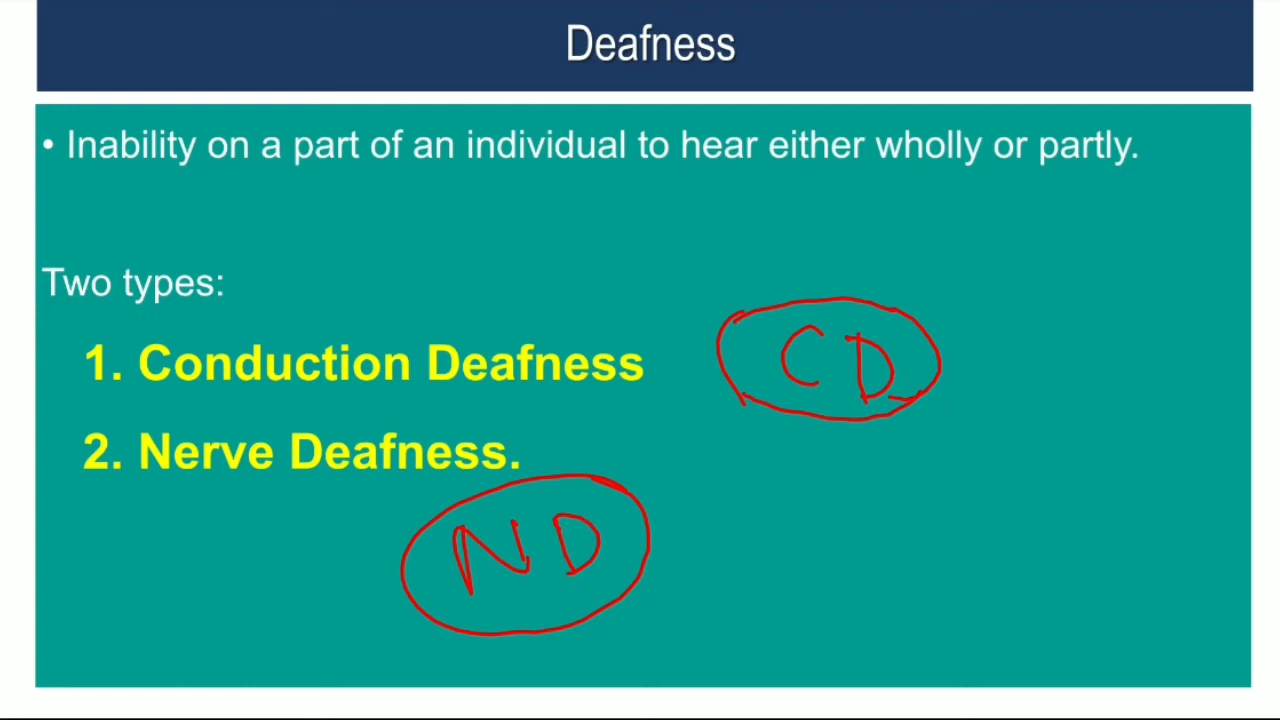 Deafness
• Inability on a part of an individual to hear either wholly or partly.
Two types:
1. Conduction Deafness
CD
2. Nerve Deafness.
ND